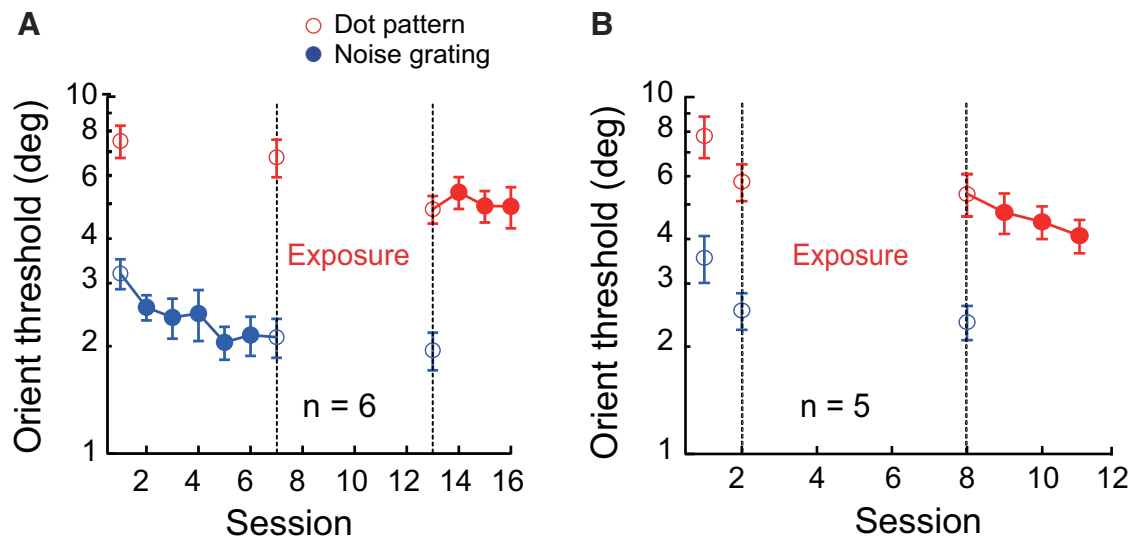 A
Dot pattern
Noise grating
B
Orient threshold (deg)
10
8
6
4
3
2
1
Exposure
n = 6
2 4 6 8 10 12 14 16
Session
Orient threshold (deg)
10
8
6
4
3
2
1
Exposure
n = 5
2 4 6 8 10 12
Session